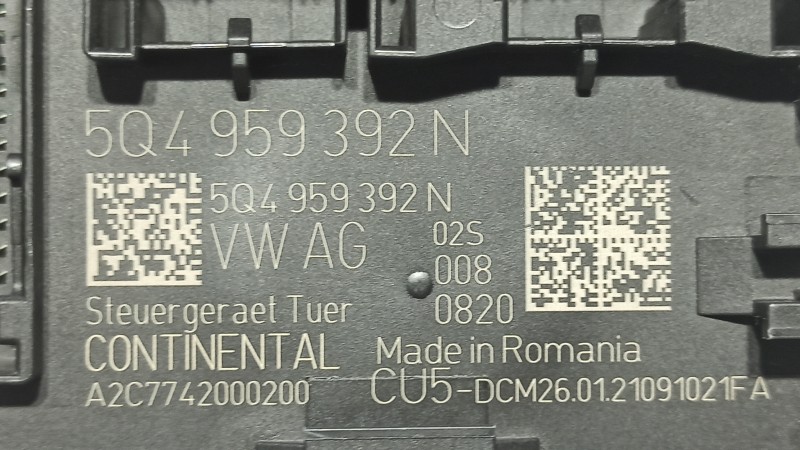 5Q4 959 392 N
5Q4 959 392 N
VW AG
02S
008
0820
Steuergeraet Tuer
CONTINENTAL Made in Romania
A2C7742000200 CU5-DCM26.01.21091021FA